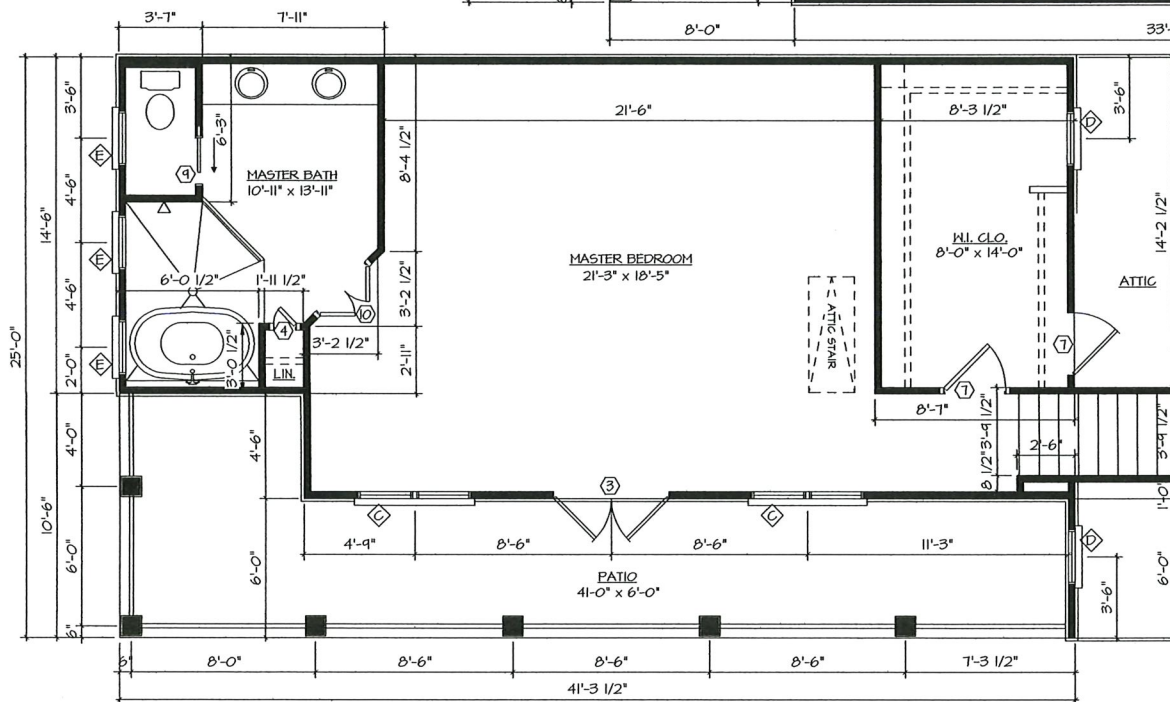 3'-7"
7'-11"
8'-0"
33'-
3'-6"
21'-6"
8'-3 1/2"
3'-6"
D
6'-3"
8'-4 1/2"
E
9
MASTER BATH
10'-11" x 13'-11"
4'-6"
14'-6"
14'-2 1/2"
E
MASTER BEDROOM
21'-3" x 18'-5"
W.I. CLO.
8'-0" x 14'-0"
ATTIC
6'-0 1/2"
1'-11 1/2"
3'-2 1/2"
4'-6"
10
4
ATTIC STAIR
25'-0"
3'-2 1/2"
7
E
3'-0 1/2"
LIN.
2'-0"
2'-11"
7
8'-7"
4'-0"
4'-6"
3'-9 1/2"
2'-6"
3'-9 1/2"
8 1/2"
3
1'-0"
C
C
10'-6"
D
4'-9"
8'-6"
8'-6"
11'-3"
6'-0"
6'-0"
6'-0"
PATIO
41-0" x 6'-0"
3'-6"
6"
6"
8'-0"
8'-6"
8'-6"
8'-6"
7'-3 1/2"
41'-3 1/2"